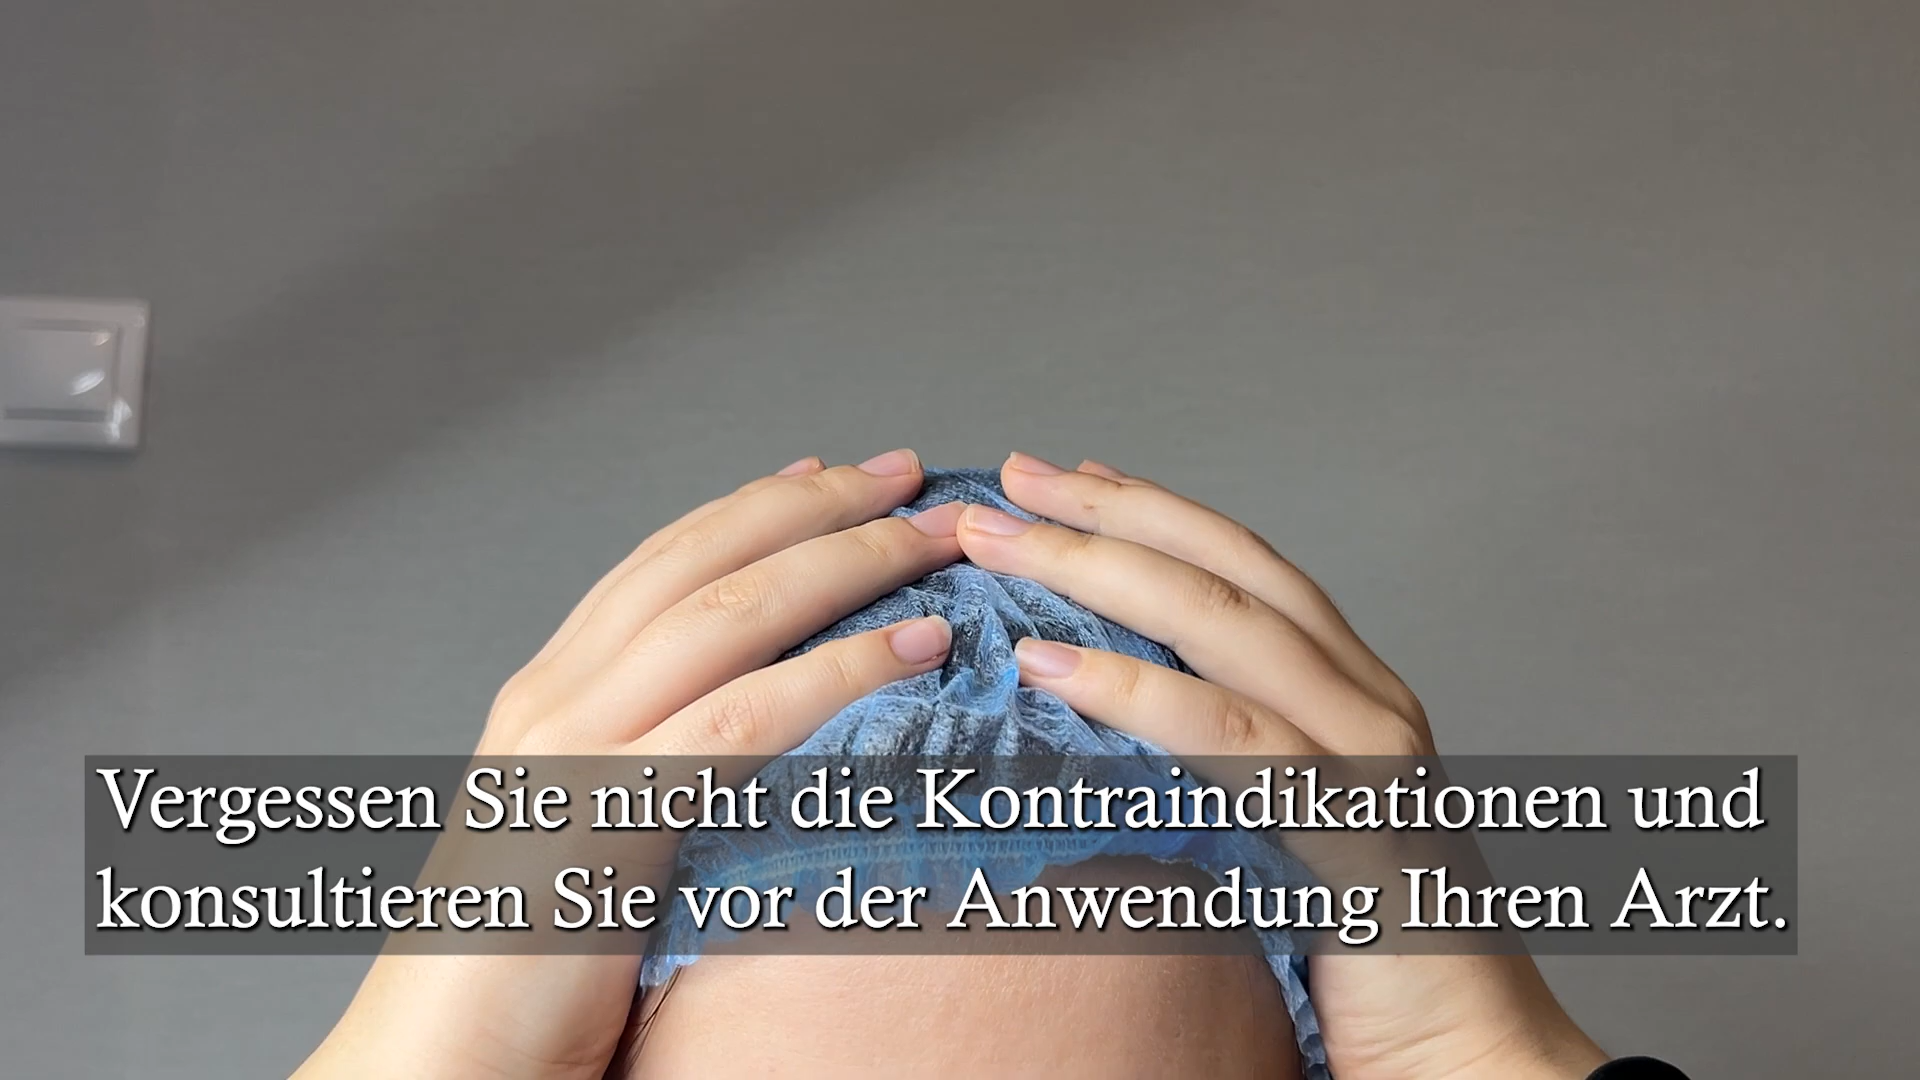 Vergessen Sie nicht die Kontraindikationen und
konsultieren Sie vor der Anwendung Ihren Arzt.